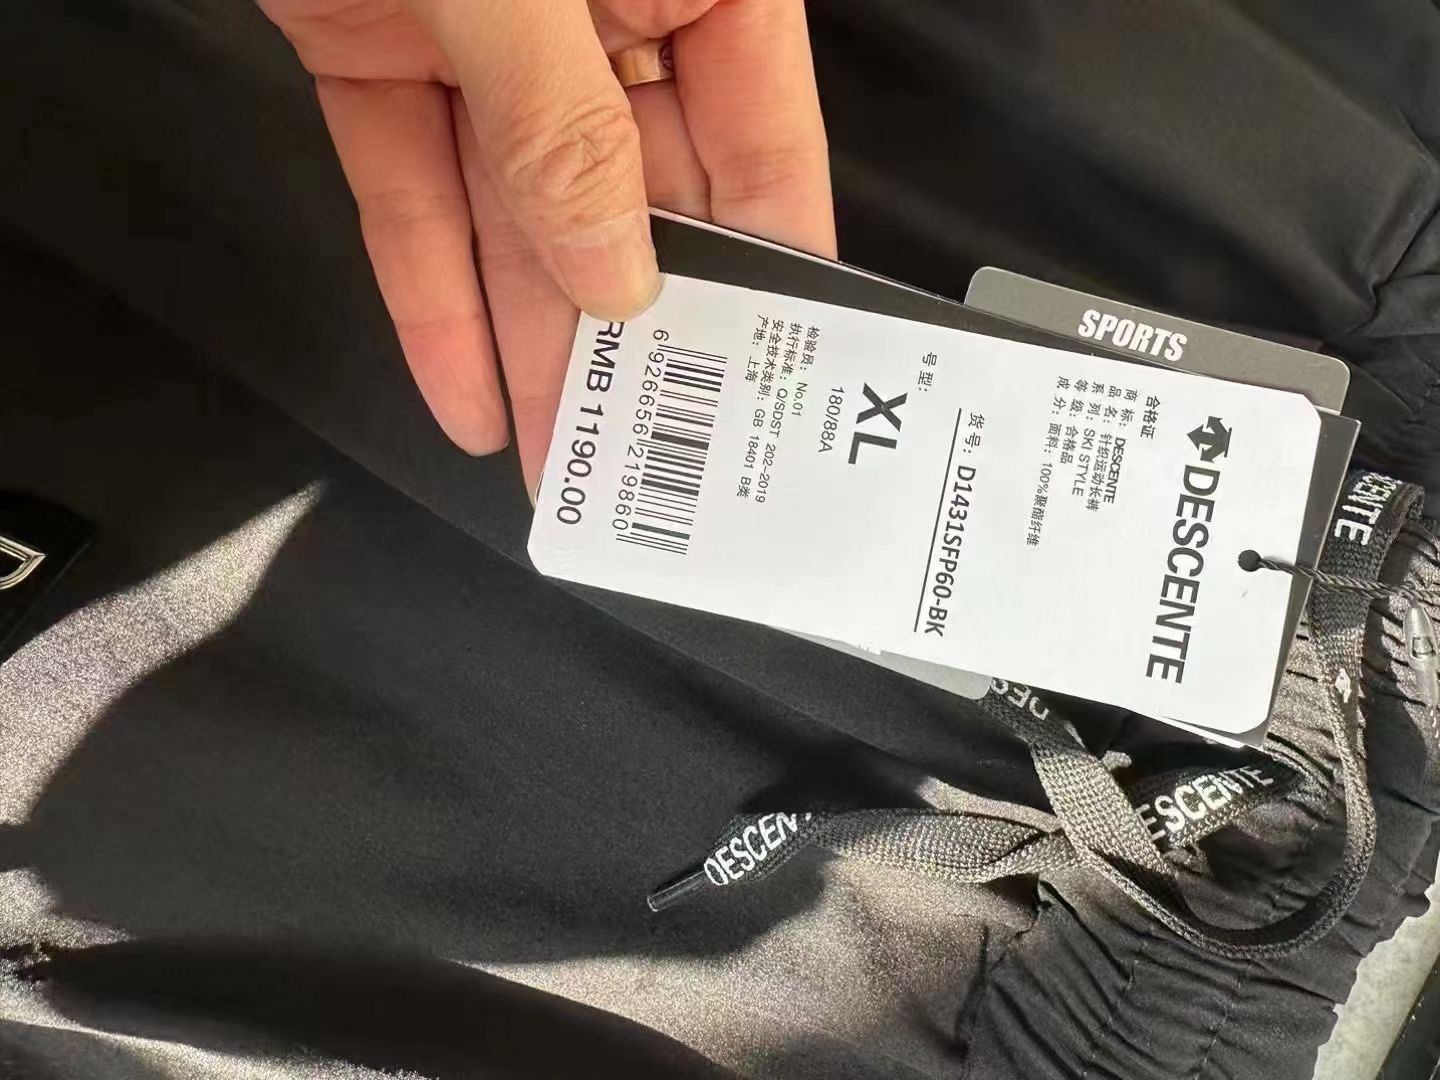 SPORTS
DESCENTE
合格证
商 标: DESCENTE
品 名: 针织运动长裤
系 列: SKI STYLE
等 级: 合格品
成 分: 面料: 100%聚酯纤维
货号: D1431SFP60-BK
号型:
XL
180/88A
检验员: No.01
执行标准: Q/SDST 202-2019
安全技术类别: GB 18401 B类
产地: 上海
6 926656 219860
RMB 1190.00
DESCENTE
DESCENTE